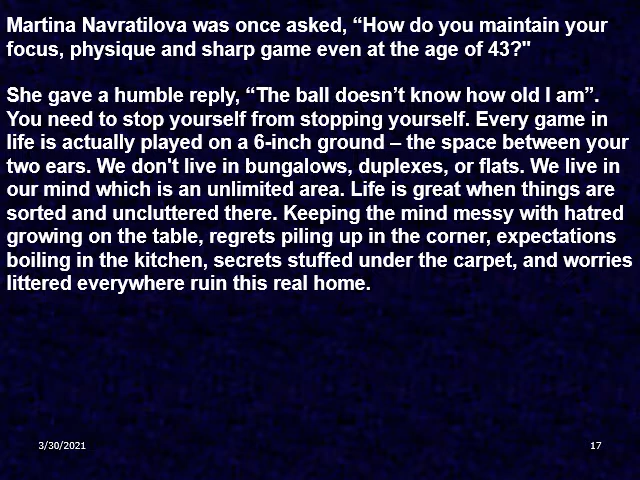 Martina Navratilova was once asked, “How do you maintain your
focus, physique and sharp game even at the age of 43?"
She gave a humble reply, “The ball doesn’t know how old I am”.
You need to stop yourself from stopping yourself. Every game in
life is actually played on a 6-inch ground – the space between your
two ears. We don't live in bungalows, duplexes, or flats. We live in
our mind which is an unlimited area. Life is great when things are
sorted and uncluttered there. Keeping the mind messy with hatred
growing on the table, regrets piling up in the corner, expectations
boiling in the kitchen, secrets stuffed under the carpet, and worries
littered everywhere ruin this real home.
3/30/2021
17